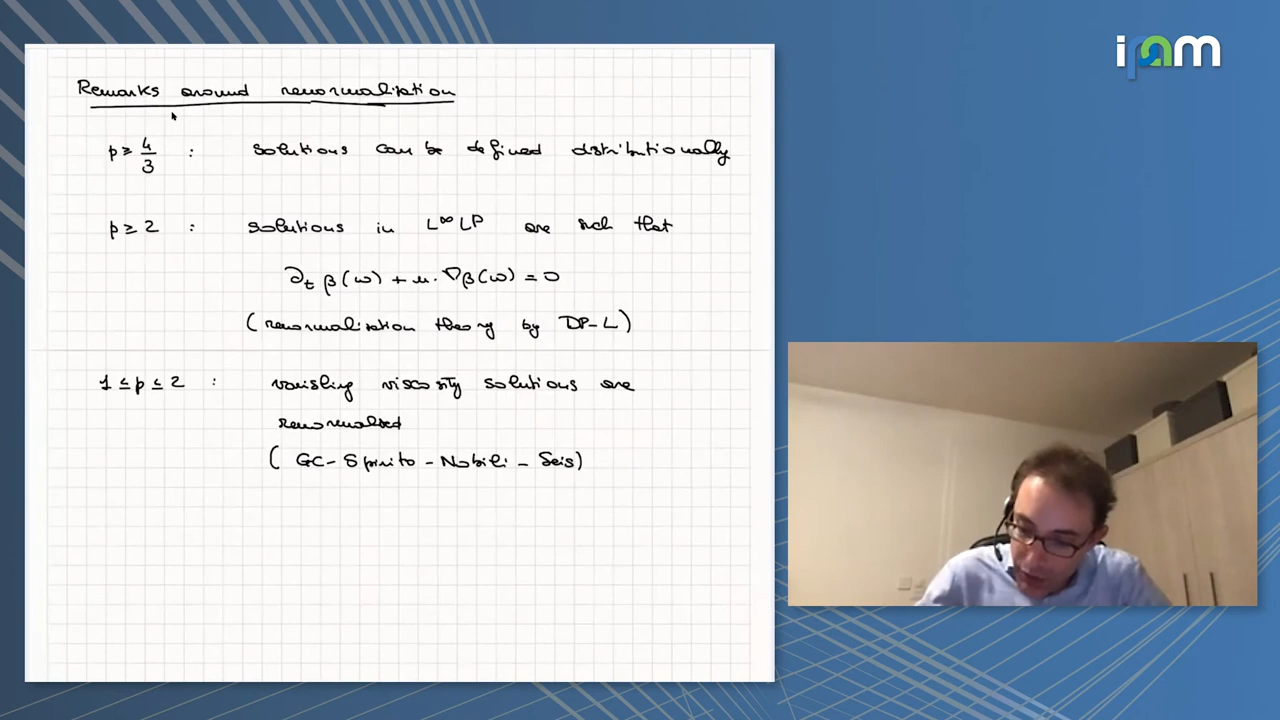 Remarks around renormalization
p ≥ 4/3 : solutions can be defined distributionally
p ≥ 2 : solutions in L^∞ L^p are such that
∂_t β(ω) + u · ∇β(ω) = 0
(renormalization theory by DP-L)
1 ≤ p ≤ 2 : vanishing viscosity solutions are
renormalized
(GC - Spirito - Nobili - Seis)
ipam